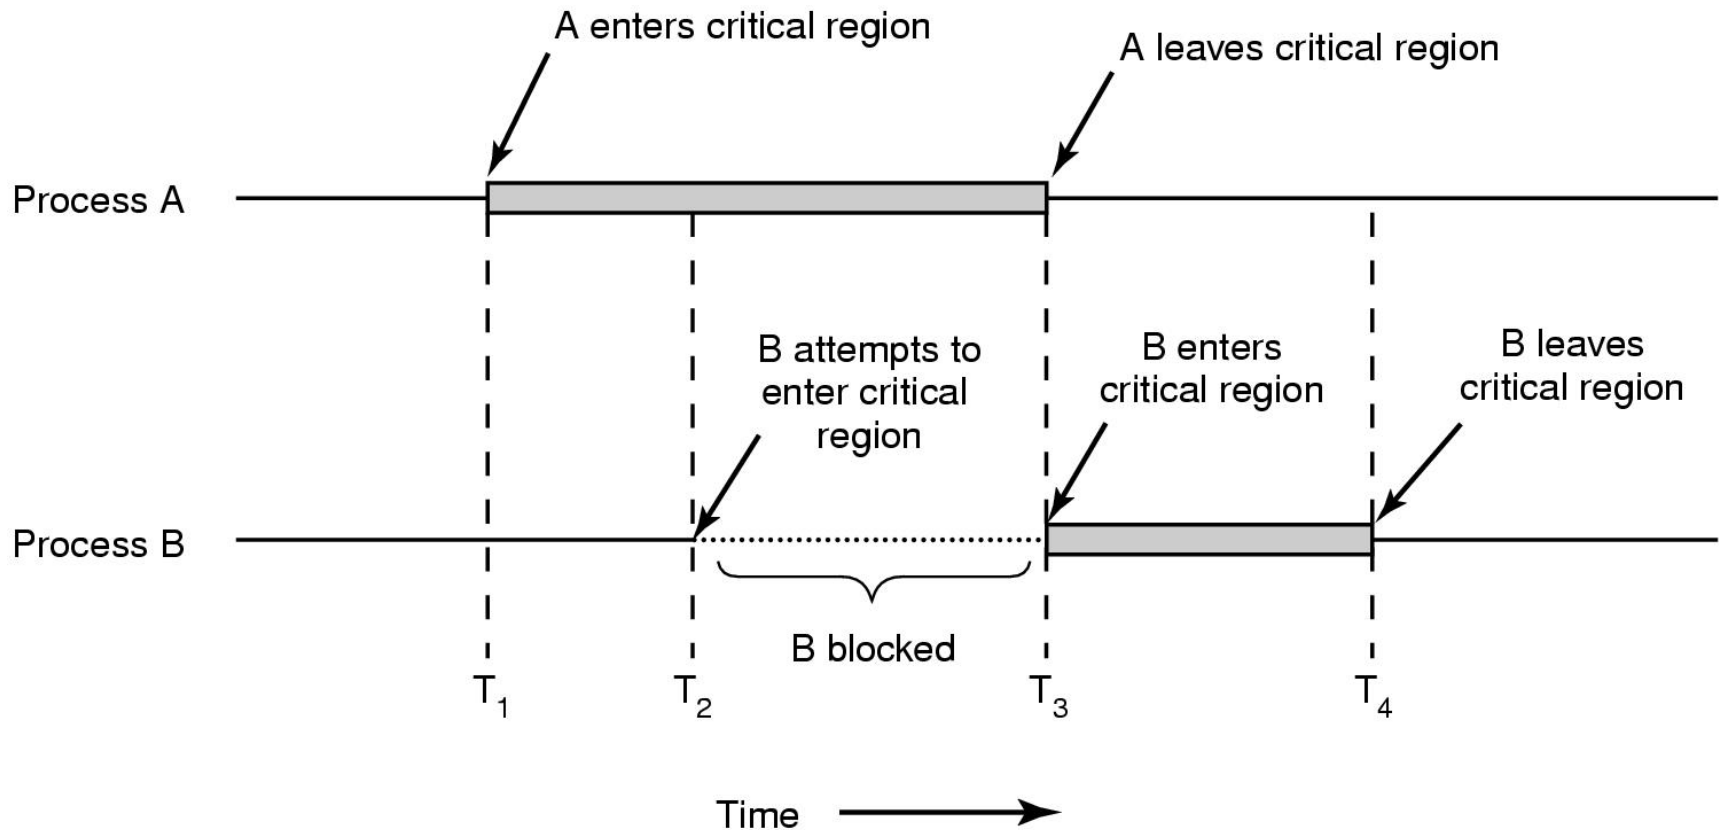 A enters critical region
A leaves critical region
Process A
B attempts to
enter critical
region
B enters
critical region
B leaves
critical region
Process B
B blocked
T1
T2
T3
T4
Time